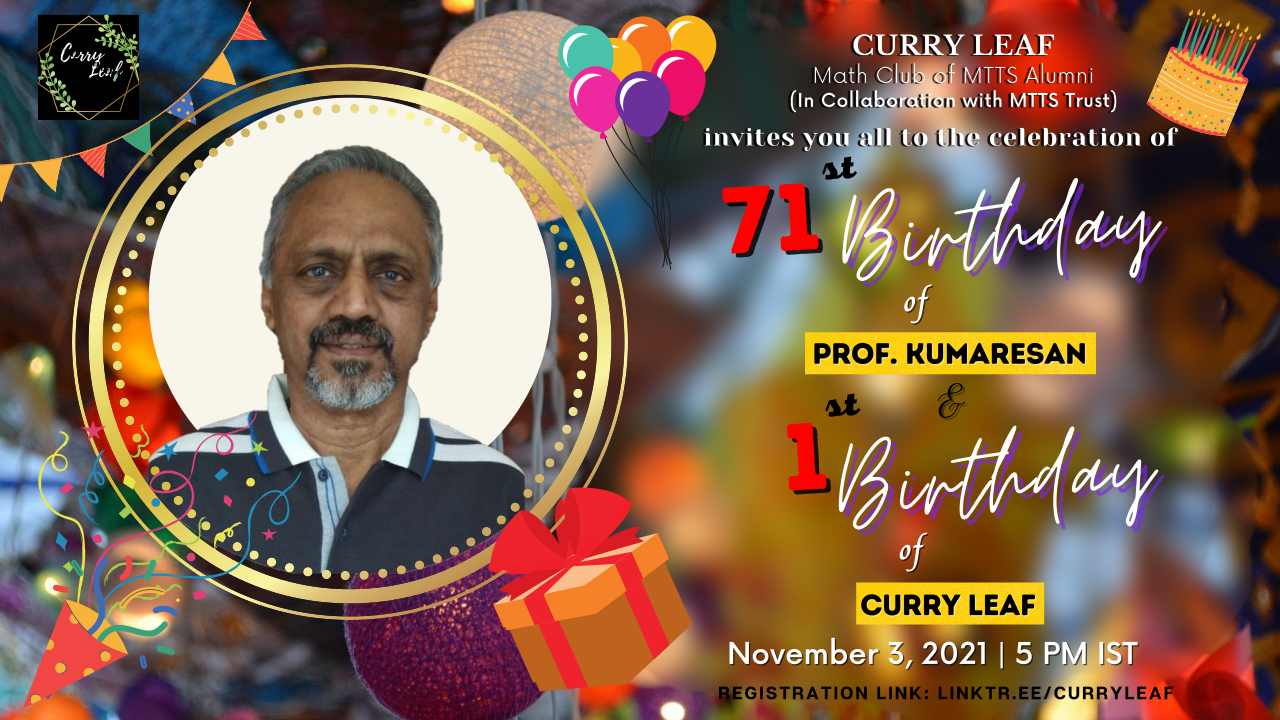 Curry
Leaf
CURRY LEAF
Math Club of MTTS Alumni
(In Collaboration with MTTS Trust)
invites you all to the celebration of
71st Birthday
of
PROF. KUMARESAN
&
1st Birthday
of
CURRY LEAF
November 3, 2021 | 5 PM IST
REGISTRATION LINK: LINKTR.EE/CURRYLEAF